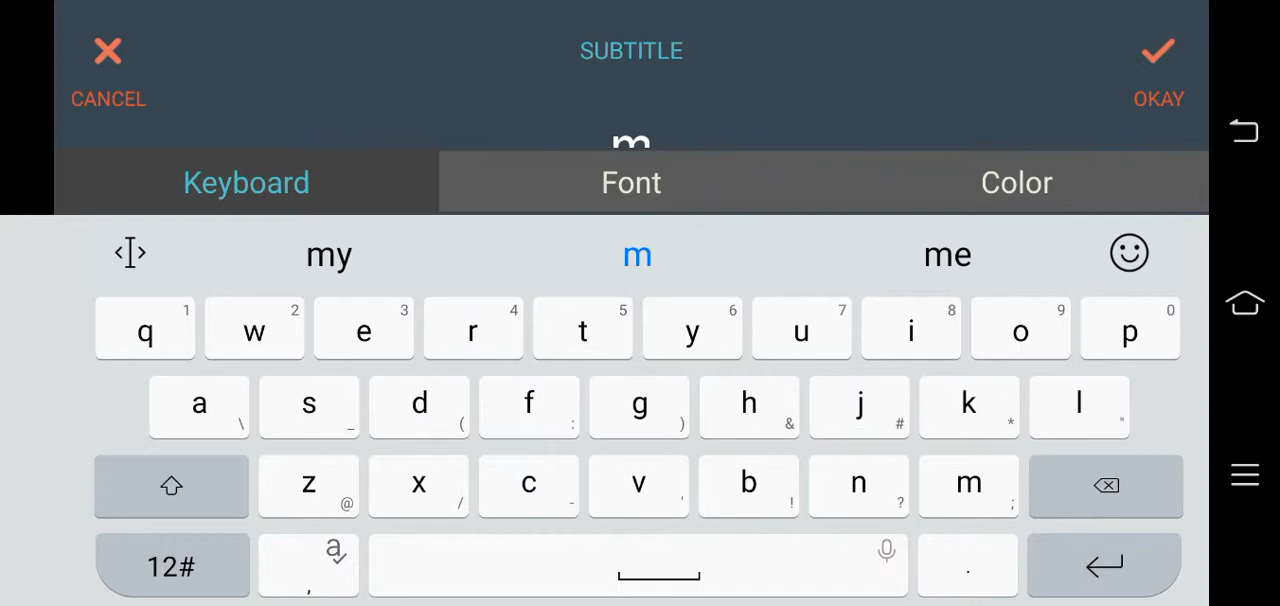 SUBTITLE
CANCEL
OKAY
m
Keyboard Font Color
my m me
q 1 w 2 e 3 r 4 t 5 y 6 u 7 i 8 o 9 p 0
a \ s _ d ( f : g ) h & j # k * l "
z @ x / c - v ' b ! n ? m ;
12# a , .